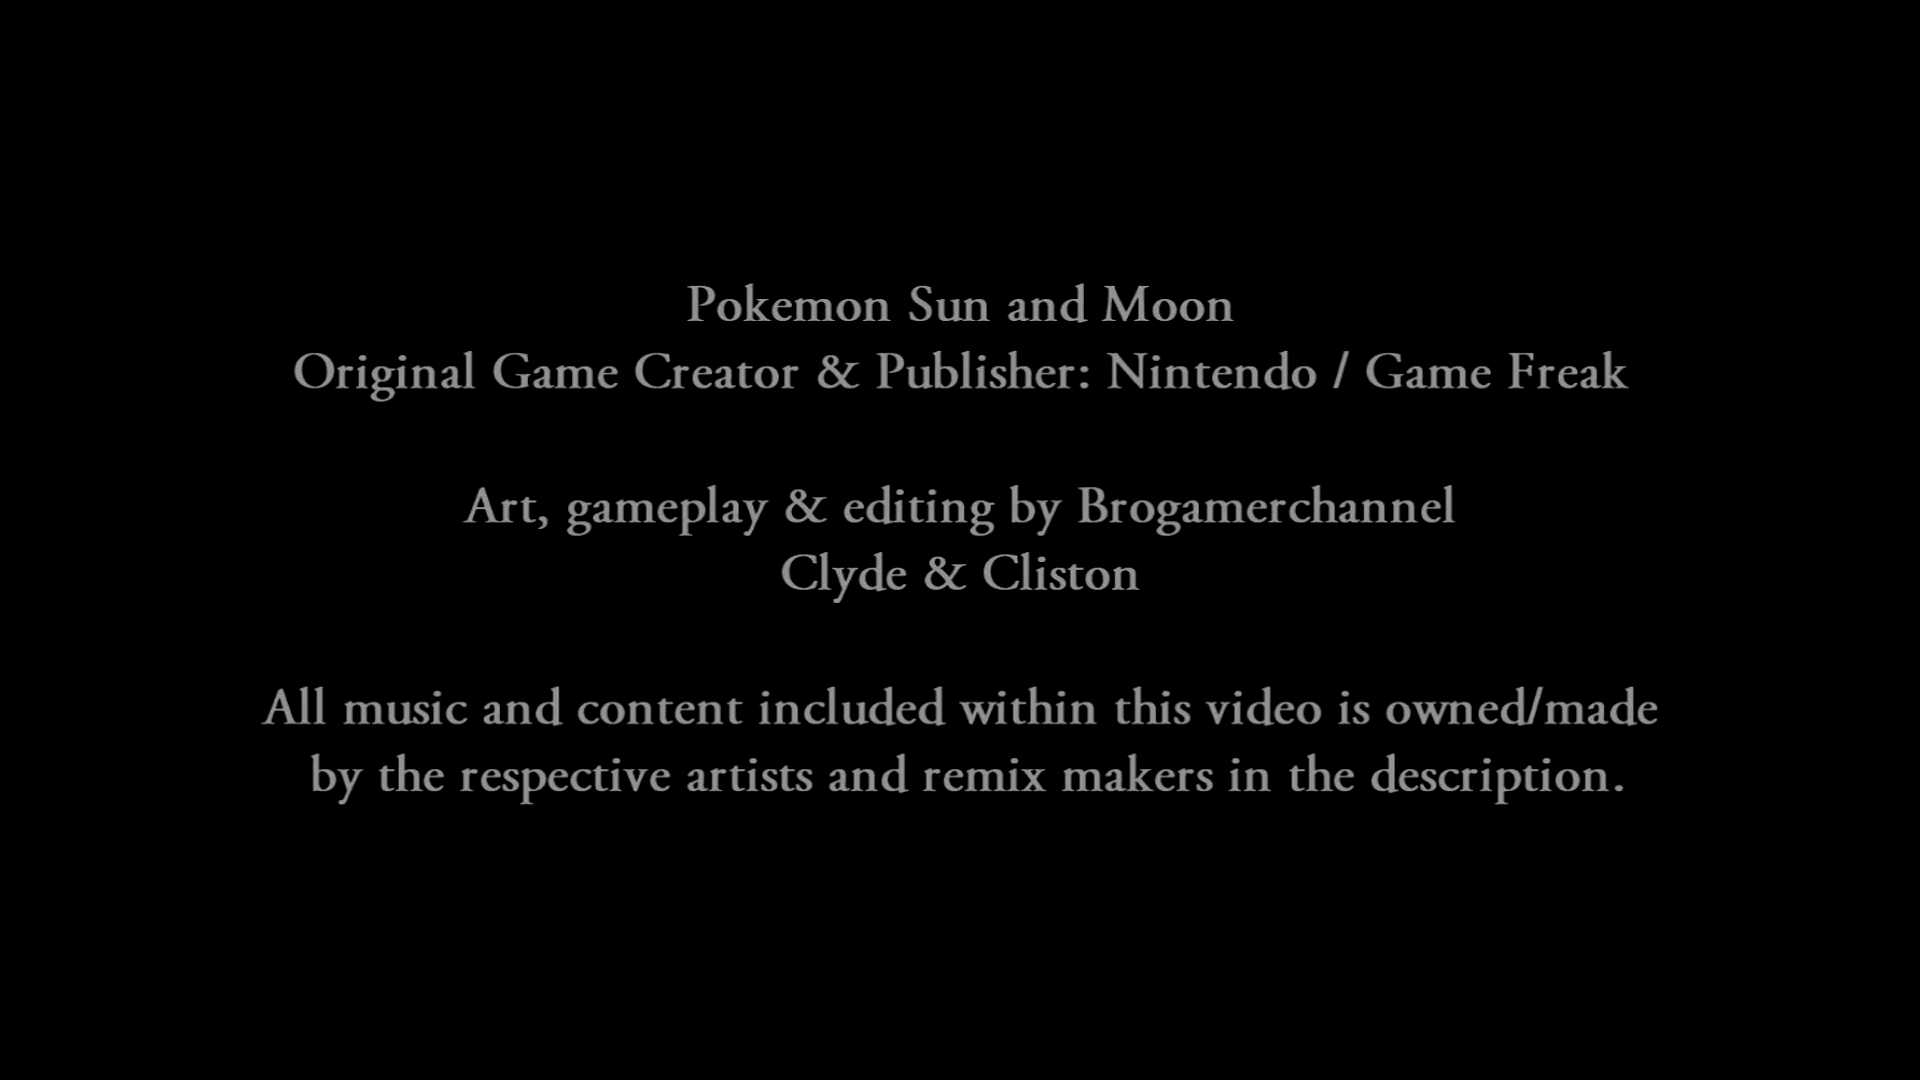 Pokemon Sun and Moon
Original Game Creator & Publisher: Nintendo / Game Freak
Art, gameplay & editing by Brogamerchannel
Clyde & Cliston
All music and content included within this video is owned/made
by the respective artists and remix makers in the description.